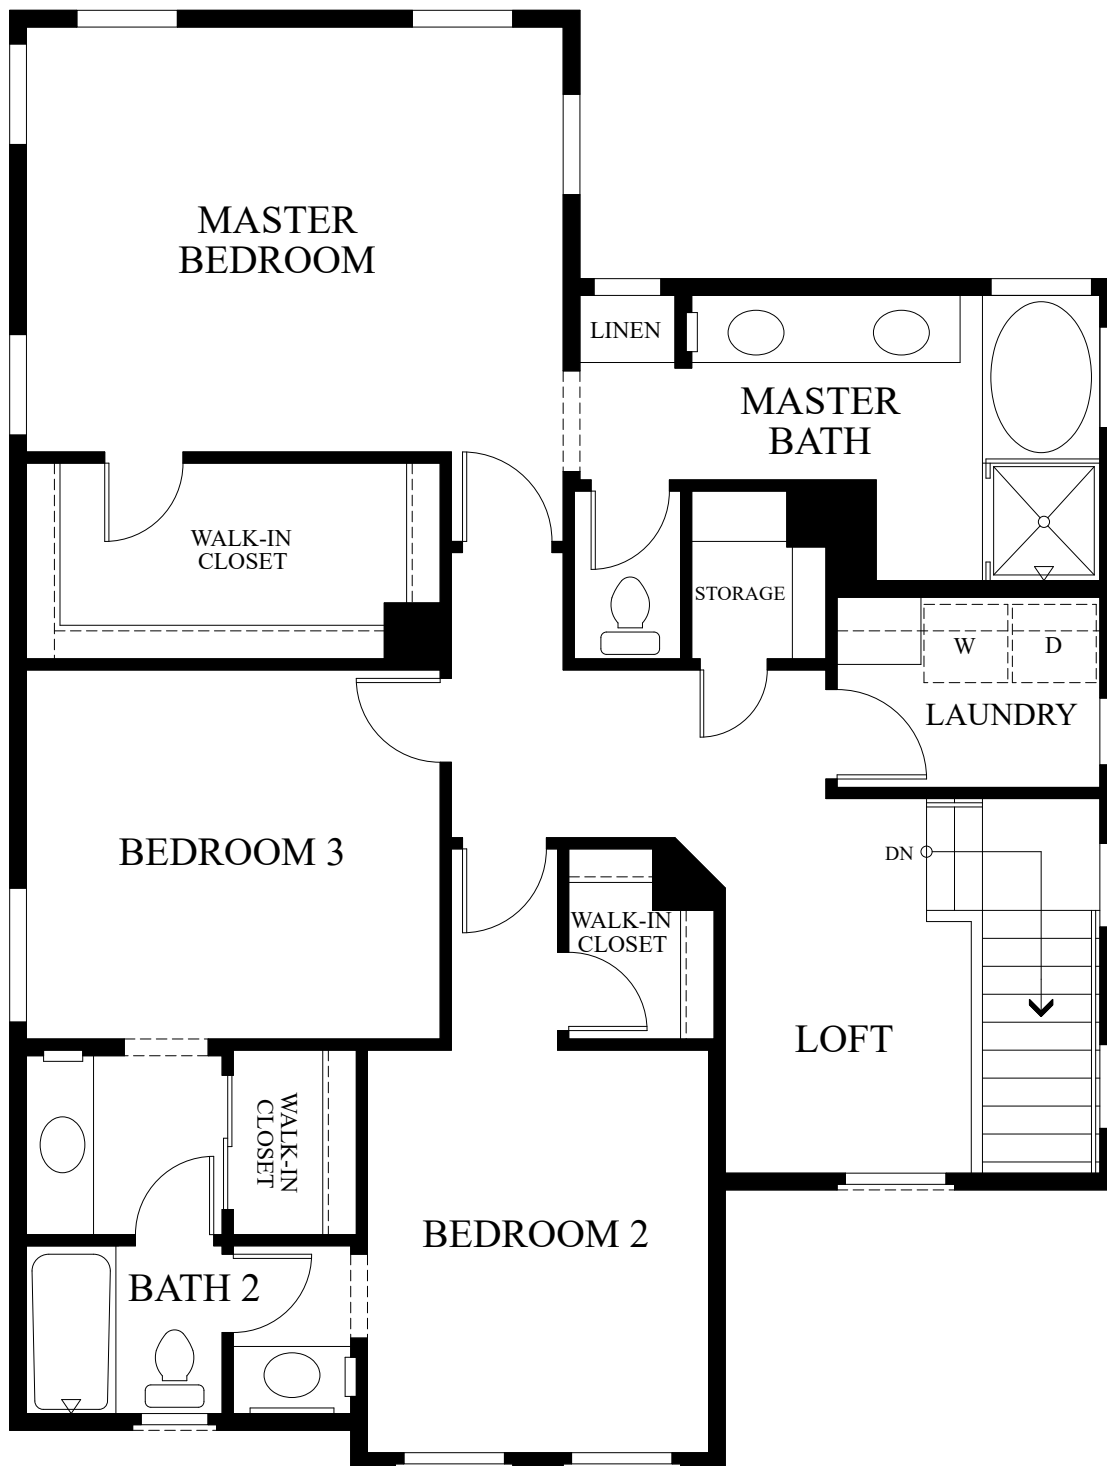 MASTER
BEDROOM
LINEN
MASTER
BATH
WALK-IN
CLOSET
STORAGE
W
D
LAUNDRY
BEDROOM 3
DN
WALK-IN
CLOSET
LOFT
WALK-IN
CLOSET
BEDROOM 2
BATH 2